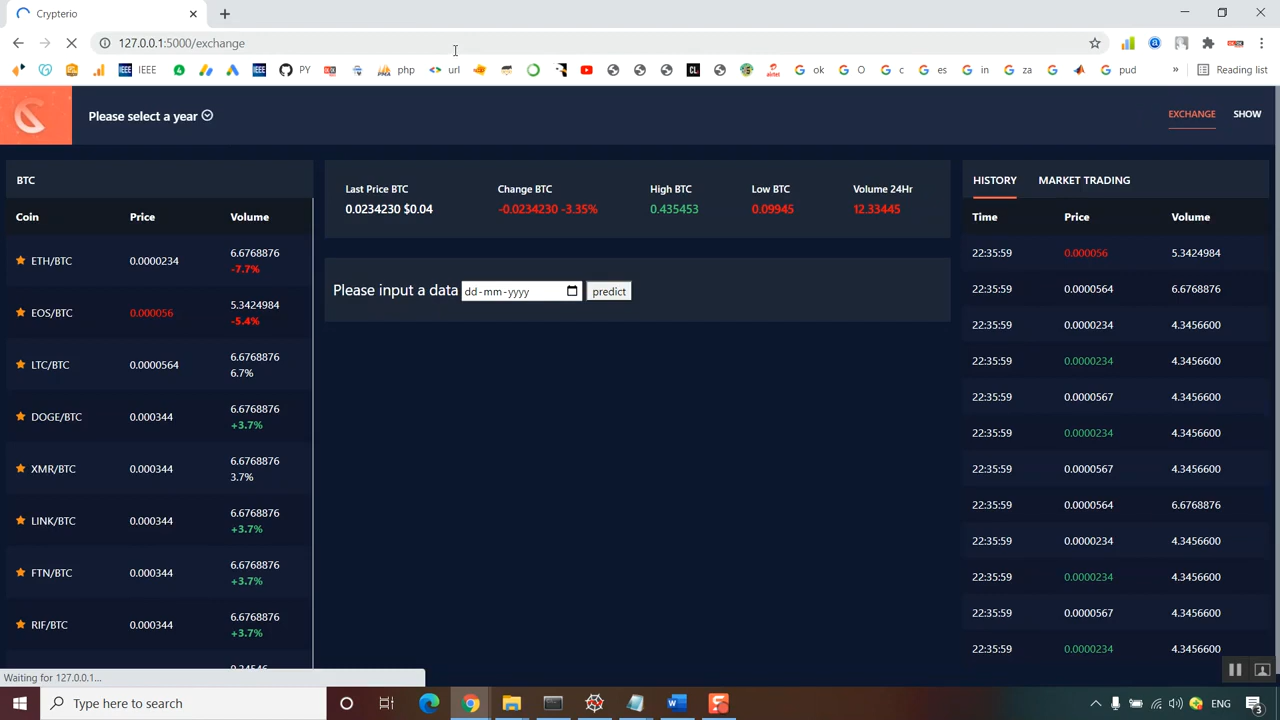 Crypterio
127.0.0.1:5000/exchange
IEEE PY php url ok O c es in za pud » Reading list
Please select a year
EXCHANGE SHOW
BTC
Coin Price Volume
ETH/BTC 0.0000234 6.6768876
-7.7%
EOS/BTC 0.000056 5.3424984
-5.4%
LTC/BTC 0.0000564 6.6768876
6.7%
DOGE/BTC 0.000344 6.6768876
+3.7%
XMR/BTC 0.000344 6.6768876
3.7%
LINK/BTC 0.000344 6.6768876
+3.7%
FTN/BTC 0.000344 6.6768876
+3.7%
RIF/BTC 0.000344 6.6768876
+3.7%
Last Price BTC Change BTC High BTC Low BTC Volume 24Hr
0.0234230 $0.04 -0.0234230 -3.35% 0.435453 0.09945 12.33445
Please input a data dd-mm-yyyy predict
HISTORY MARKET TRADING
Time Price Volume
22:35:59 0.000056 5.3424984
22:35:59 0.0000564 6.6768876
22:35:59 0.0000234 4.3456600
22:35:59 0.0000234 4.3456600
22:35:59 0.0000567 4.3456600
22:35:59 0.0000234 4.3456600
22:35:59 0.0000567 4.3456600
22:35:59 0.0000564 6.6768876
22:35:59 0.0000234 4.3456600
22:35:59 0.0000234 4.3456600
22:35:59 0.0000567 4.3456600
22:35:59 0.0000234 4.3456600
Waiting for 127.0.0.1...
Type here to search
ENG
3